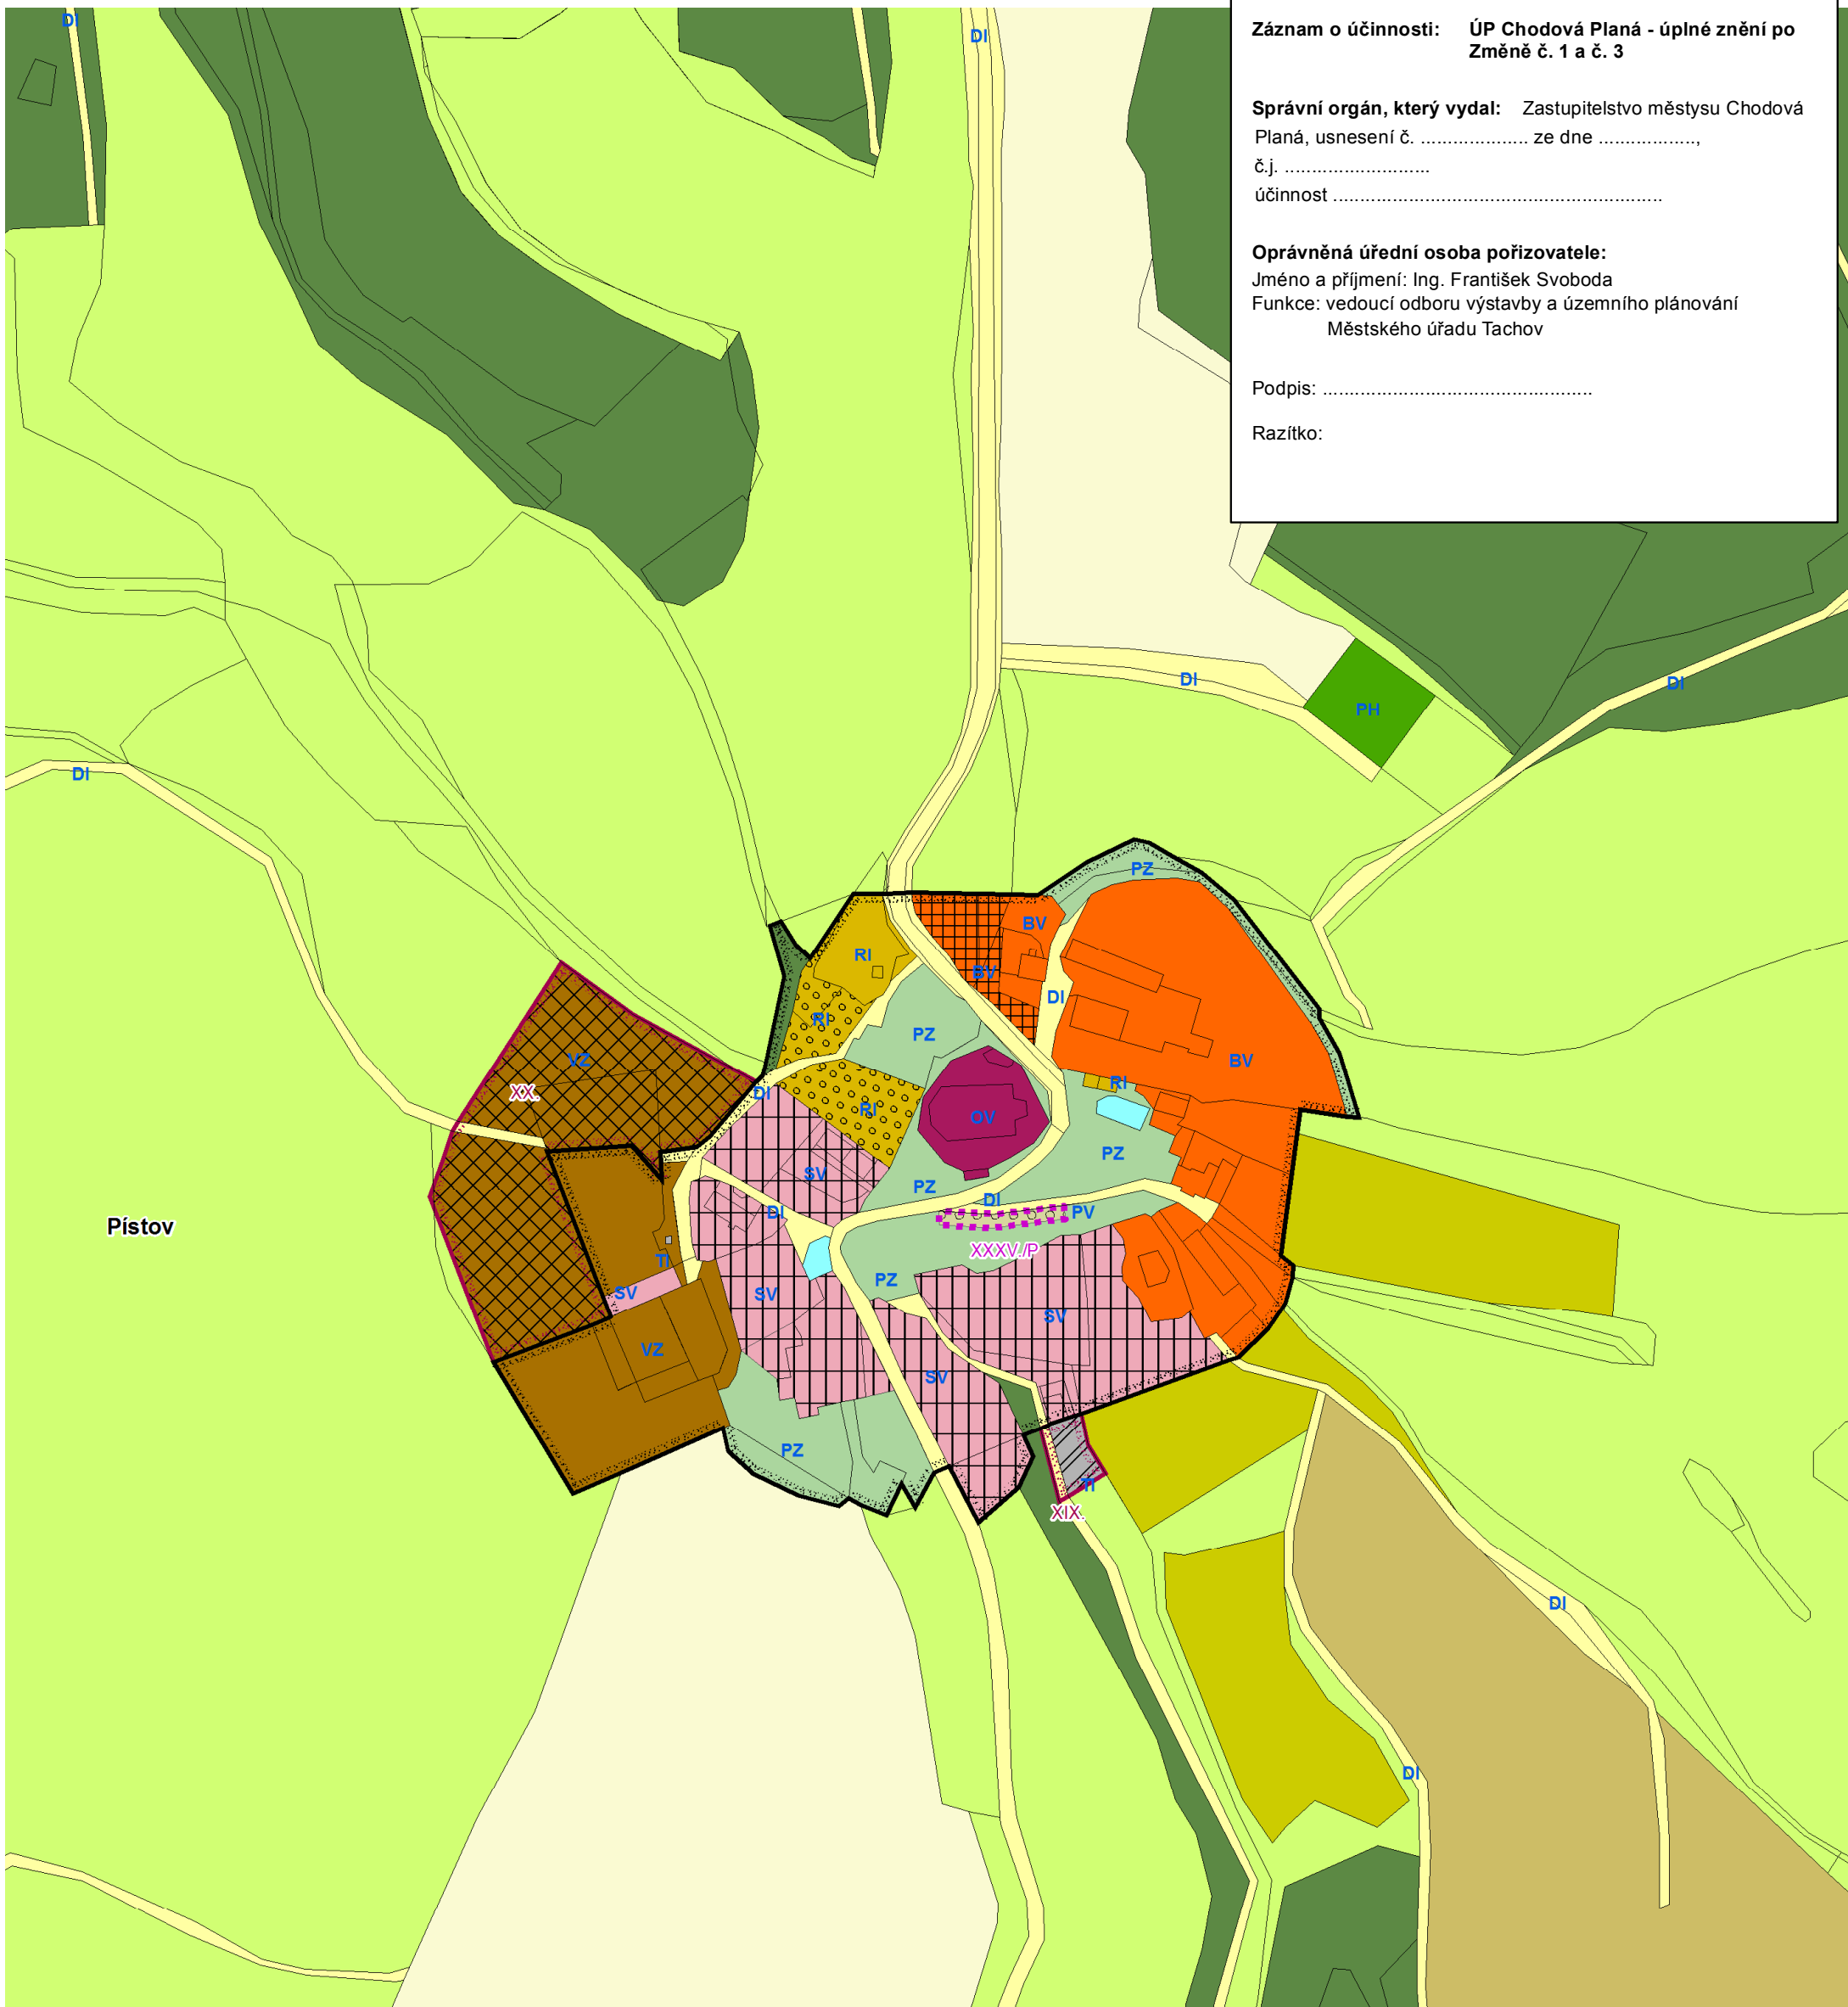 Záznam o účinnosti: ÚP Chodová Planá - úplné znění po
Změně č. 1 a č. 3
Správní orgán, který vydal: Zastupitelstvo městysu Chodová
Planá, usnesení č. .................... ze dne ..................,
č.j. ...........................
účinnost .............................................................
Oprávněná úřední osoba pořizovatele:
Jméno a příjmení: Ing. František Svoboda
Funkce: vedoucí odboru výstavby a územního plánování
Městského úřadu Tachov
Podpis: ..................................................
Razítko:
DI
DI
DI
DI
PH
DI
PZ
BV
RI
BV
DI
RI
PZ
VZ
BV
RI
XX.
DI
RI
OV
PZ
SV
PZ
DI
DI
PV
Pístov
XXXV./P
TI
PZ
SV
SV
SV
VZ
SV
PZ
TI
XIX.
DI
DI